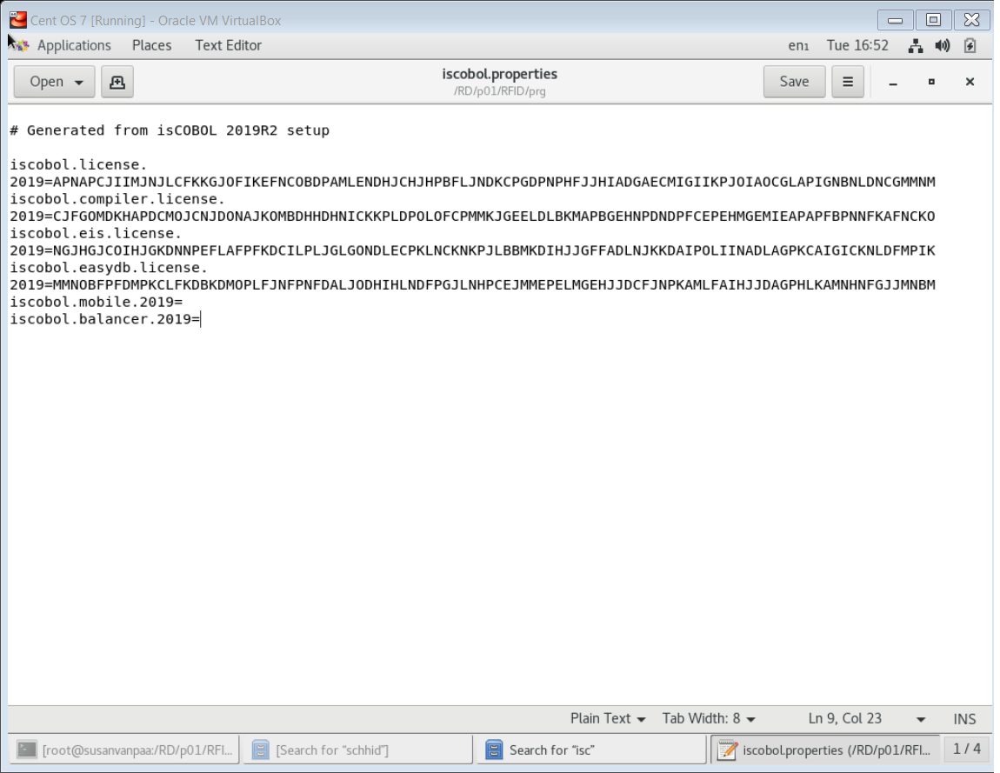 Cent OS 7 [Running] - Oracle VM VirtualBox
Applications Places Text Editor en1 Tue 16:52
Open iscobol.properties Save
/RD/p01/RFID/prg
# Generated from isCOBOL 2019R2 setup
iscobol.license.
2019=APNAPCJIIMJNJLCFKKGJOFIKEFNCOBDPAMLENDHJCHJHPBFLJNDKCPGDPNPHFJJHIADGAECMIGIIKPJOIAOCGLAPIGNBNLDNCGMMNM
iscobol.compiler.license.
2019=CJFGOMDKHAPDCMOJCNJDONAJKOMBDHHDHNICKKPLDPOLOFCPMMKJGEELDLBKMAPBGEHNPDNDPFCEPEHMGEMIEAPAPFBPNNFKAFNCKO
iscobol.eis.license.
2019=NGJHGJCOIHJGKDNNPEFLAFPFKDCILPLJGLGONDLECPKLNCKNKPJLBBMKDIHJJGFFADLNJKKDAIPOLIINADLAGPKCAIGICKNLDFMPIK
iscobol.easydb.license.
2019=MMNOBFPFDMPKCLFKDBKDMOPLFJNFPNFDALJODHIHLNDFPGJLNHPCEJMMEPELMGEHJJDCFJNPKAMLFAIHJJDAGPHLKAMNHNFGJJMNBM
iscobol.mobile.2019=
iscobol.balancer.2019=
Plain Text Tab Width: 8 Ln 9, Col 23 INS
[root@susanvanpaa:/RD/p01/RFI... [Search for “schhid”] Search for “isc” iscobol.properties (/RD/p01/RFI... 1 / 4